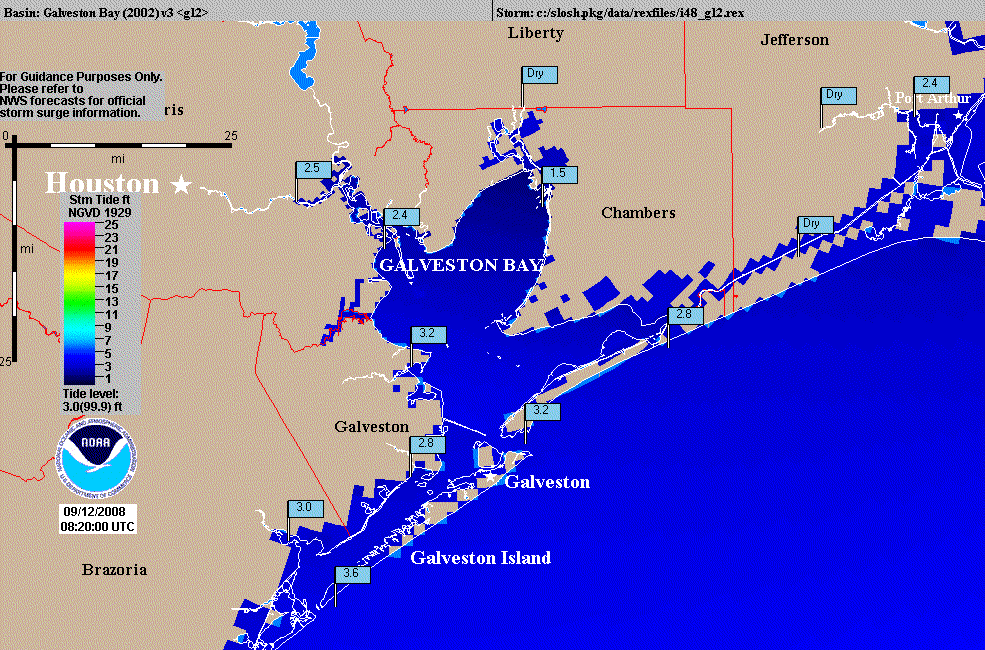 Basin: Galveston Bay (2002) v3 <gl2>
Storm: c:/slosh.pkg/data/rexfiles/i48_gl2.rex
Liberty
Jefferson
For Guidance Purposes Only.
Please refer to
NWS forecasts for official
storm surge information.
ris
Dry
Dry
2.4
Port Arthur
0
25
mi
2.5
1.5
Houston
Stm Tide ft
NGVD 1929
25
23
21
19
17
15
13
11
9
7
5
3
1
mi
25
2.4
Chambers
Dry
GALVESTON BAY
2.8
3.2
Tide level:
3.0(99.9) ft
3.2
Galveston
2.8
NOAA
Galveston
09/12/2008
08:20:00 UTC
3.0
Galveston Island
Brazoria
3.6